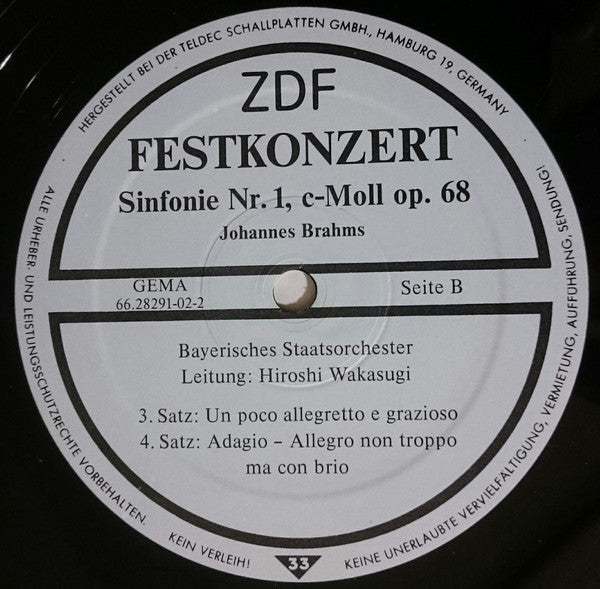 HERGESTELLT BEI DER TELDEC SCHALLPLATTEN GMBH., HAMBURG 19, GERMANY
ZDF
FESTKONZERT
Sinfonie Nr. 1, c-Moll op. 68
Johannes Brahms
GEMA
66.28291-02-2
Seite B
Bayerisches Staatsorchester
Leitung: Hiroshi Wakasugi
3. Satz: Un poco allegretto e grazioso
4. Satz: Adagio – Allegro non troppo
ma con brio
ALLE URHEBER- UND LEISTUNGSSCHUTZRECHTE VORBEHALTEN.
KEIN VERLEIH!
33
KEINE UNERLAUBTE VERVIELFÄLTIGUNG, VERMIETUNG, AUFFÜHRUNG, SENDUNG!